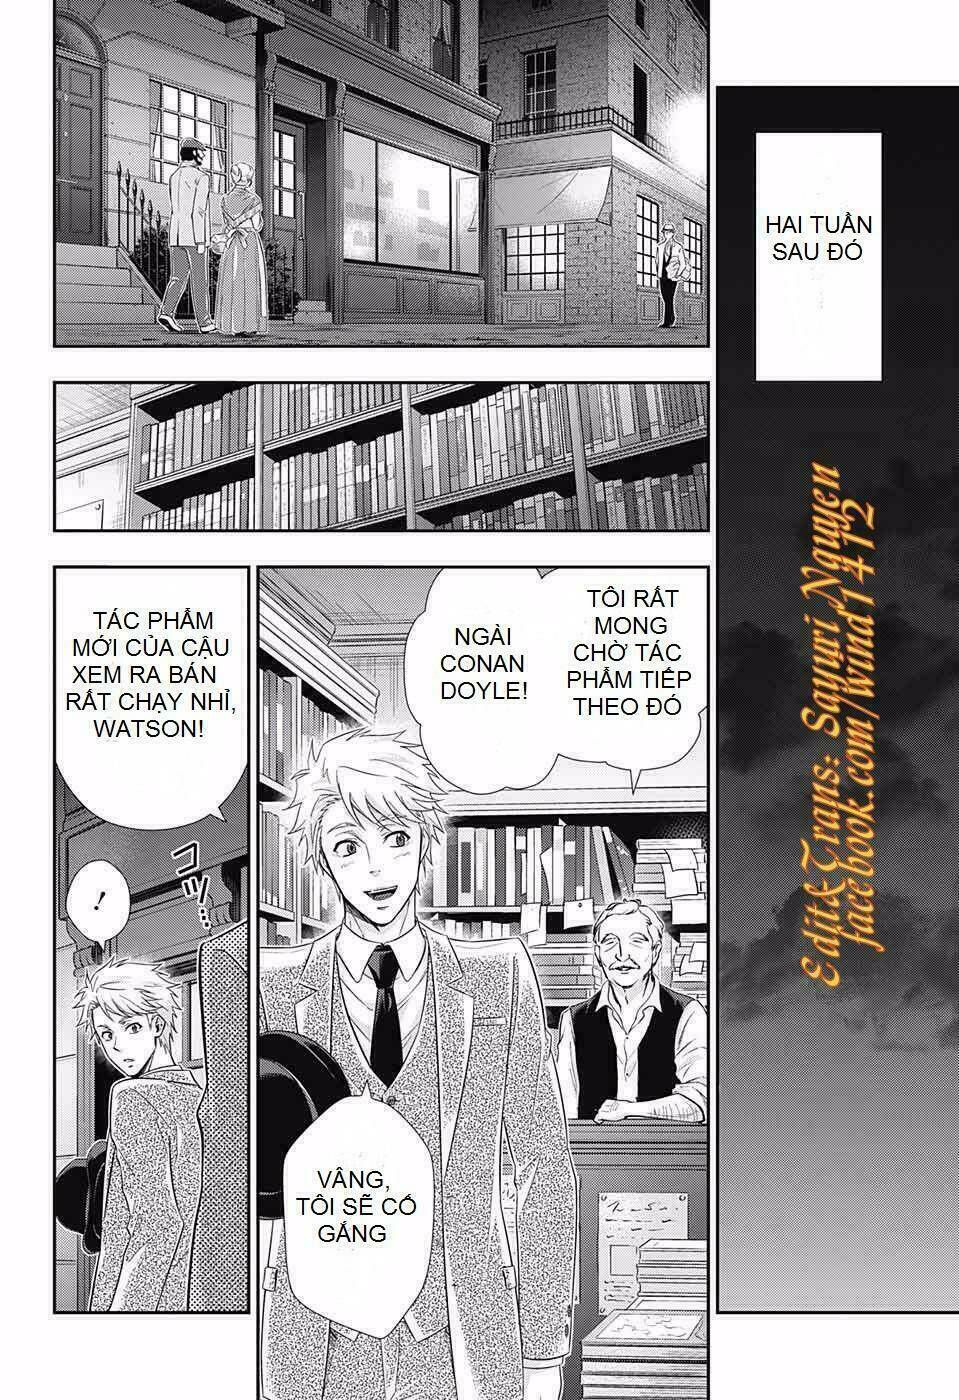 HAI TUẦN
SAU ĐÓ
Edit&Trans: Sayuri Nguyen
facebook.com/wind1412
TÔI RẤT
MONG
CHỜ TÁC
PHẨM TIẾP
THEO ĐÓ
NGÀI
CONAN
DOYLE!
VÂNG,
TÔI SẼ CỐ
GẮNG
TÁC PHẨM
MỚI CỦA CẬU
XEM RA BÁN
RẤT CHẠY NHỈ,
WATSON!
コツ…
!